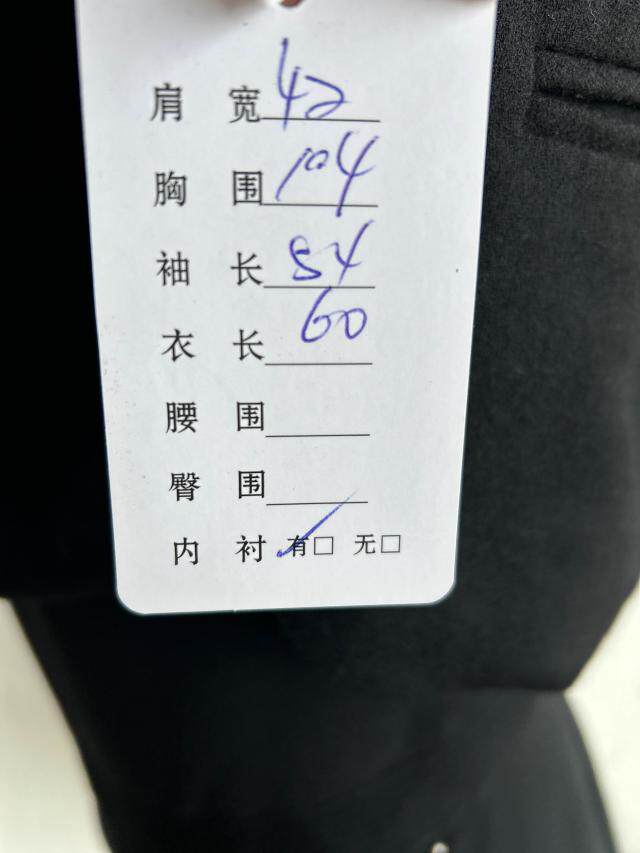 肩 宽 42
胸 围 104
袖 长 54
衣 长 60
腰 围
臀 围
内 衬 ✓有□ 无□